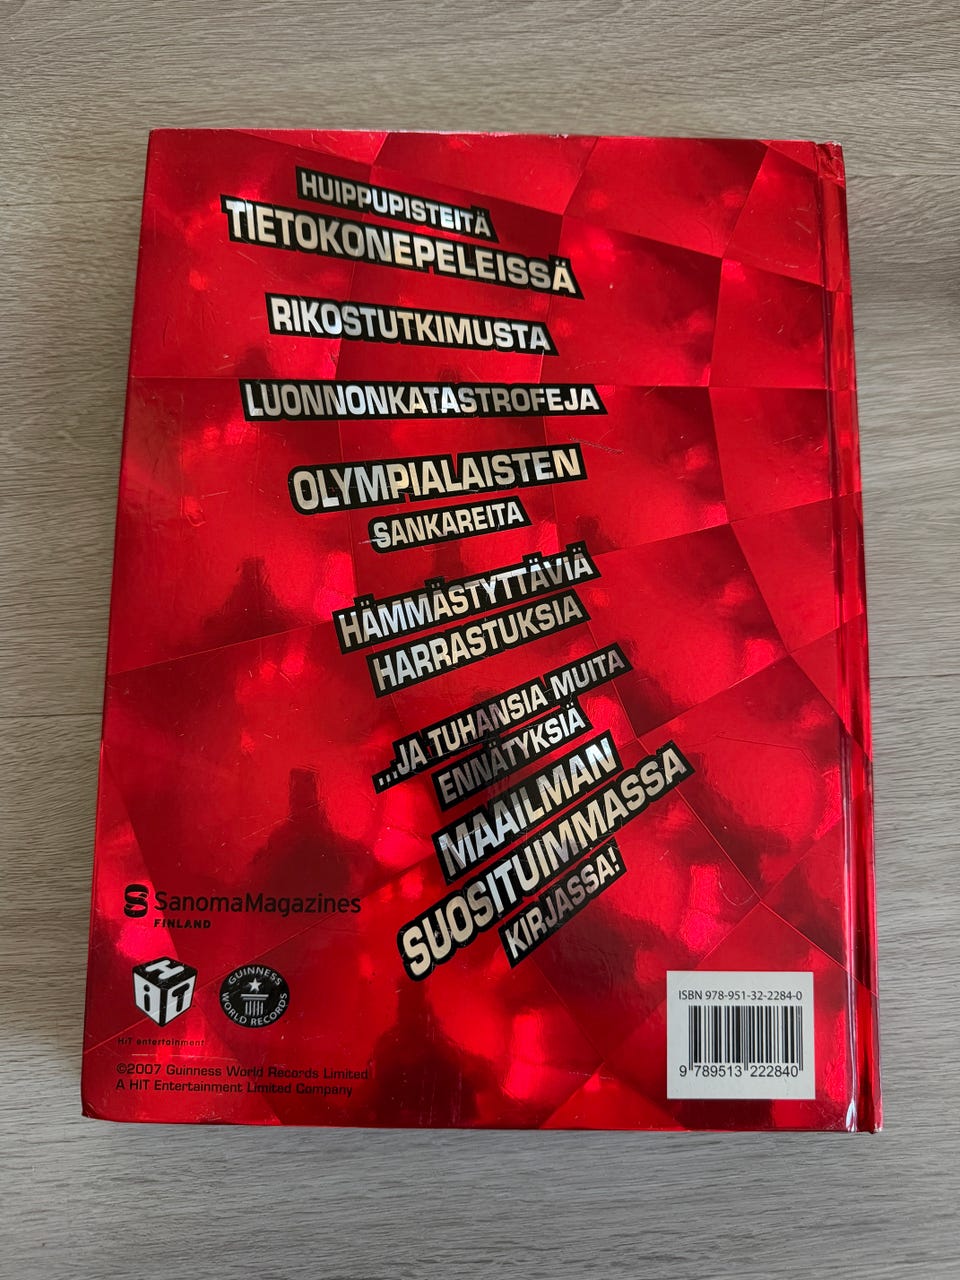 HUIPPUPISTEITÄ
TIETOKONEPELEISSÄ
RIKOSTUTKIMUSTA
LUONNONKATASTROFEJA
OLYMPIALAISTEN
SANKAREITA
HÄMMÄSTYTTÄVIÄ
HARRASTUKSIA
...JA TUHANSIA MUITA
ENNÄTYKSIÄ
MAAILMAN
SUOSITUIMMASSA
KIRJASSA!
SanomaMagazines
FINLAND
HiT
HiT entertainment
GUINNESS
WORLD RECORDS
©2007 Guinness World Records Limited
A HIT Entertainment Limited Company
ISBN 978-951-32-2284-0
9 789513 222840